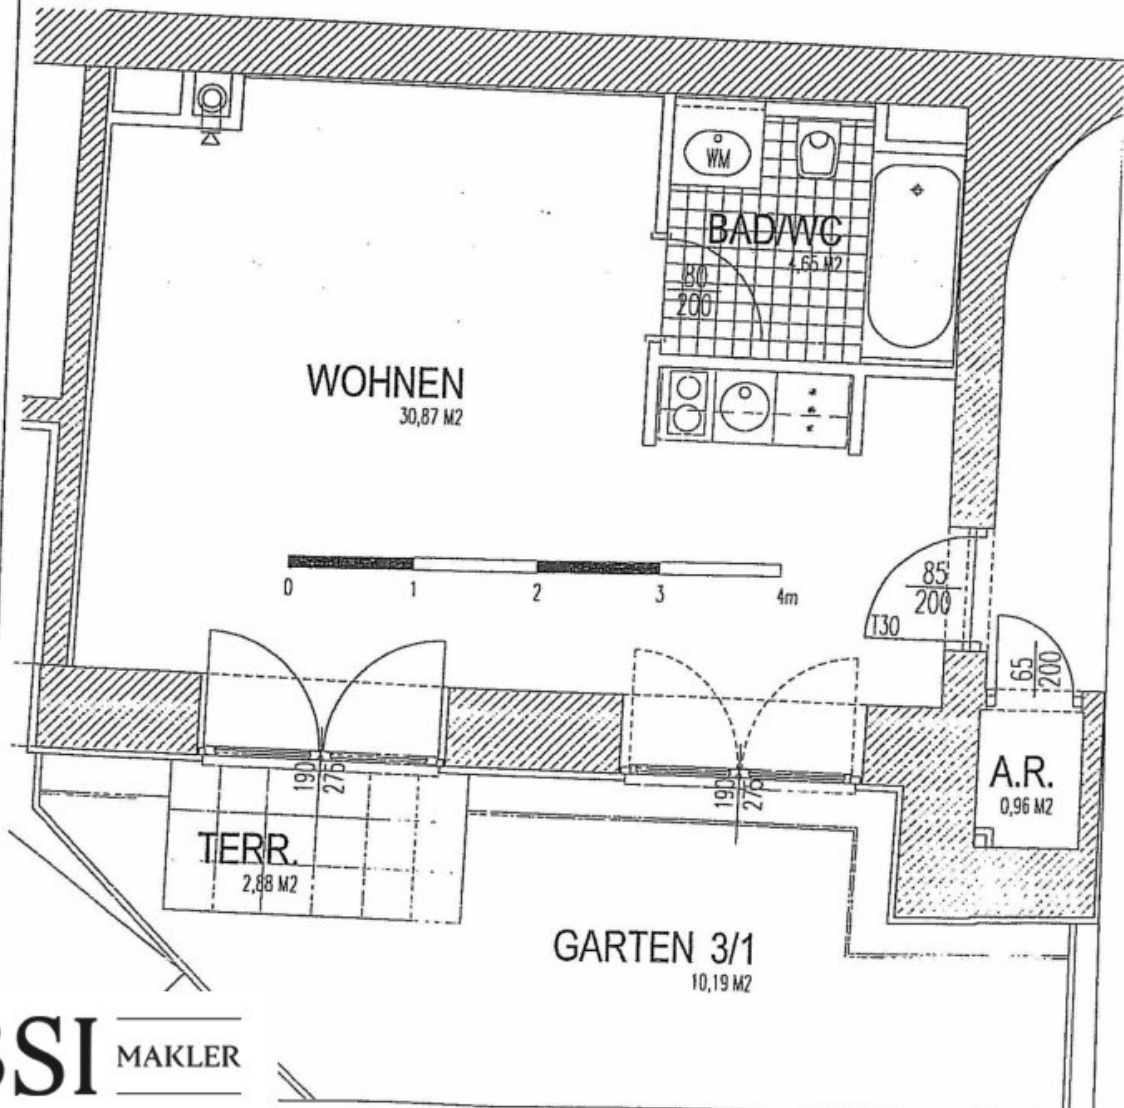 WM
BAD/WC
4,65 M2
80
200
WOHNEN
30,87 M2
0 1 2 3 4m
85
200
T30
65
200
190
275
190
275
A.R.
0,96 M2
TERR.
2,88 M2
GARTEN 3/1
10,19 M2
SSI MAKLER